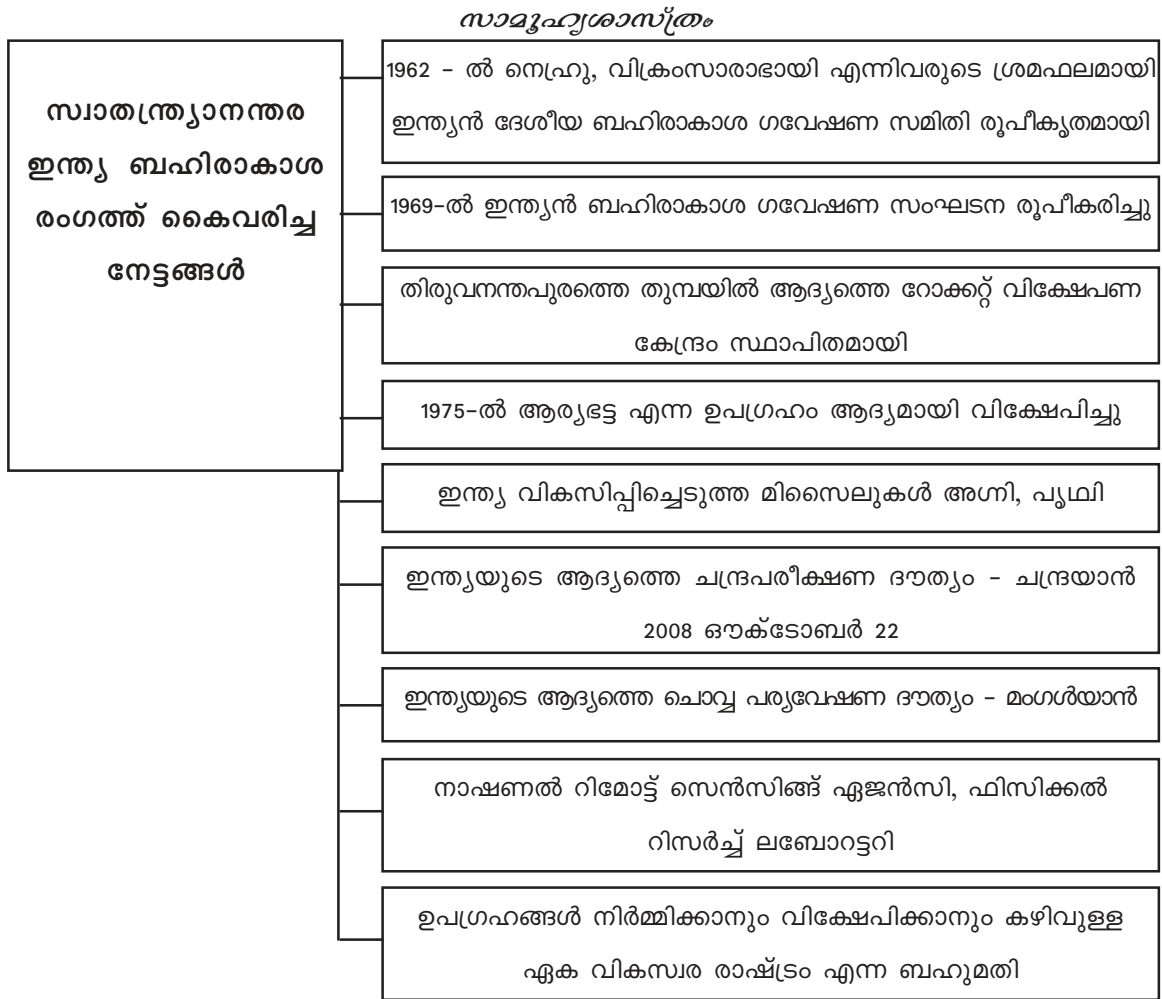 സാമൂഹ്യശാസ്ത്രം
സ്വാതന്ത്ര്യാനന്തര
ഇന്ത്യ ബഹിരാകാശ
രംഗത്ത് കൈവരിച്ച
നേട്ടങ്ങൾ
1962 - ൽ നെഹ്രു, വിക്രംസാരാഭായി എന്നിവരുടെ ശ്രമഫലമായി
ഇന്ത്യൻ ദേശീയ ബഹിരാകാശ ഗവേഷണ സമിതി രൂപീകൃതമായി
1969-ൽ ഇന്ത്യൻ ബഹിരാകാശ ഗവേഷണ സംഘടന രൂപീകരിച്ചു
തിരുവനന്തപുരത്തെ തുമ്പയിൽ ആദ്യത്തെ റോക്കറ്റ് വിക്ഷേപണ
കേന്ദ്രം സ്ഥാപിതമായി
1975-ൽ ആര്യഭട്ട എന്ന ഉപഗ്രഹം ആദ്യമായി വിക്ഷേപിച്ചു
ഇന്ത്യ വികസിപ്പിച്ചെടുത്ത മിസൈലുകൾ അഗ്നി, പൃഥ്വി
ഇന്ത്യയുടെ ആദ്യത്തെ ചന്ദ്രപരീക്ഷണ ദൗത്യം - ചന്ദ്രയാൻ
2008 ഔക്ടോബർ 22
ഇന്ത്യയുടെ ആദ്യത്തെ ചൊവ്വ പര്യവേഷണ ദൗത്യം - മംഗൾയാൻ
നാഷണൽ റിമോട്ട് സെൻസിങ്ങ് ഏജൻസി, ഫിസിക്കൽ
റിസർച്ച് ലബോറട്ടറി
ഉപഗ്രഹങ്ങൾ നിർമ്മിക്കാനും വിക്ഷേപിക്കാനും കഴിവുള്ള
ഏക വികസ്വര രാഷ്ട്രം എന്ന ബഹുമതി